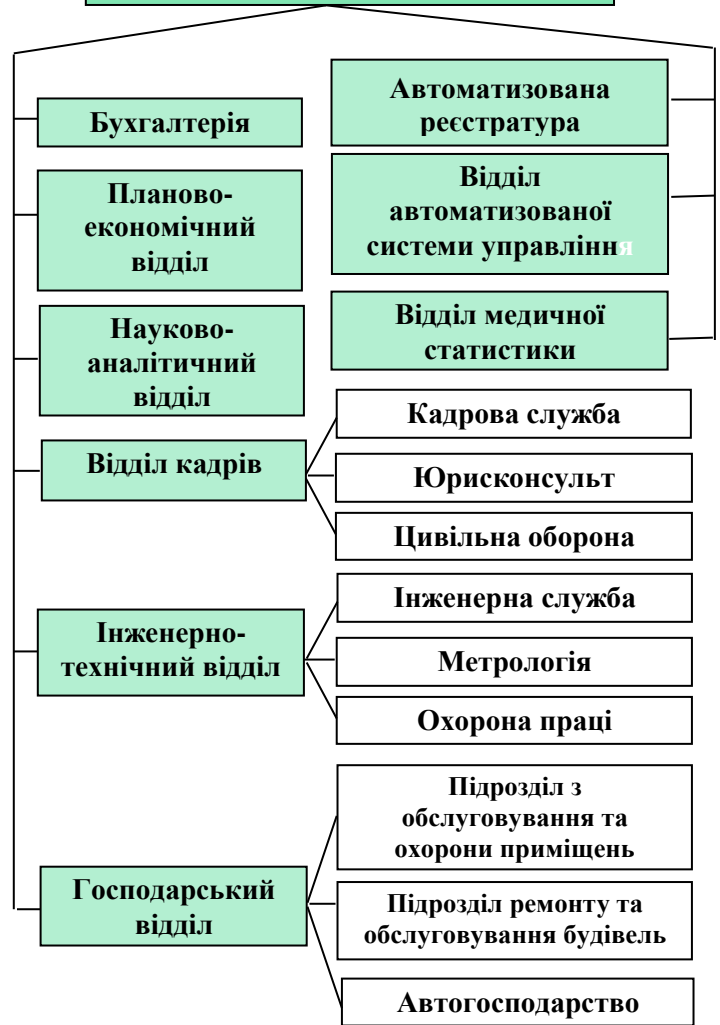 Бухгалтерія
Автоматизована
реєстратура
Планово-
економічний
відділ
Відділ
автоматизованої
системи управління
Науково-
аналітичний
відділ
Відділ медичної
статистики
Відділ кадрів
Кадрова служба
Юрисконсульт
Цивільна оборона
Інженерно-
технічний відділ
Інженерна служба
Метрологія
Охорона праці
Господарський
відділ
Підрозділ з
обслуговування та
охорони приміщень
Підрозділ ремонту та
обслуговування будівель
Автогосподарство